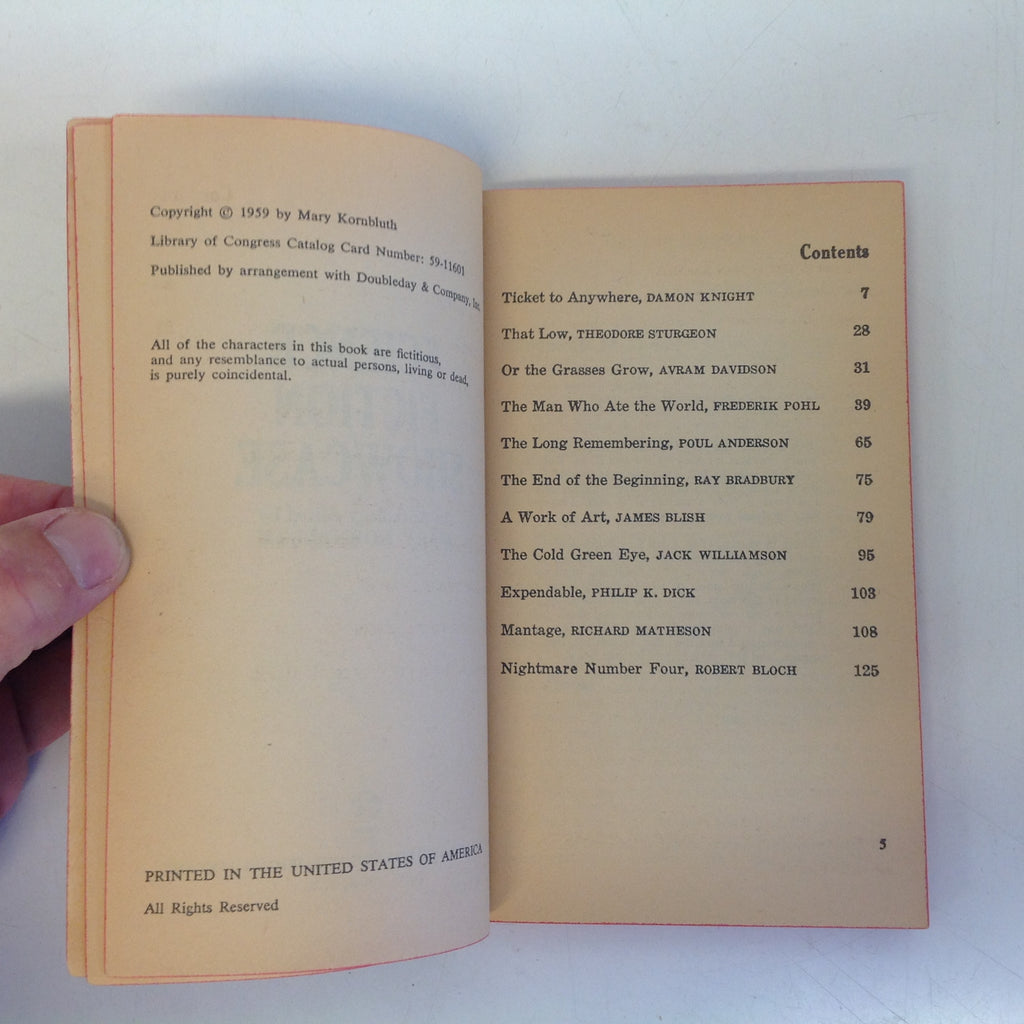 Copyright © 1959 by Mary Kornbluth
Library of Congress Catalog Card Number: 59-11601
Published by arrangement with Doubleday & Company, Inc.
All of the characters in this book are fictitious,
and any resemblance to actual persons, living or dead,
is purely coincidental.
PRINTED IN THE UNITED STATES OF AMERICA
All Rights Reserved
Contents
Ticket to Anywhere, DAMON KNIGHT 7
That Low, THEODORE STURGEON 28
Or the Grasses Grow, AVRAM DAVIDSON 31
The Man Who Ate the World, FREDERIK POHL 39
The Long Remembering, POUL ANDERSON 65
The End of the Beginning, RAY BRADBURY 75
A Work of Art, JAMES BLISH 79
The Cold Green Eye, JACK WILLIAMSON 95
Expendable, PHILIP K. DICK 103
Mantage, RICHARD MATHESON 108
Nightmare Number Four, ROBERT BLOCH 125
5